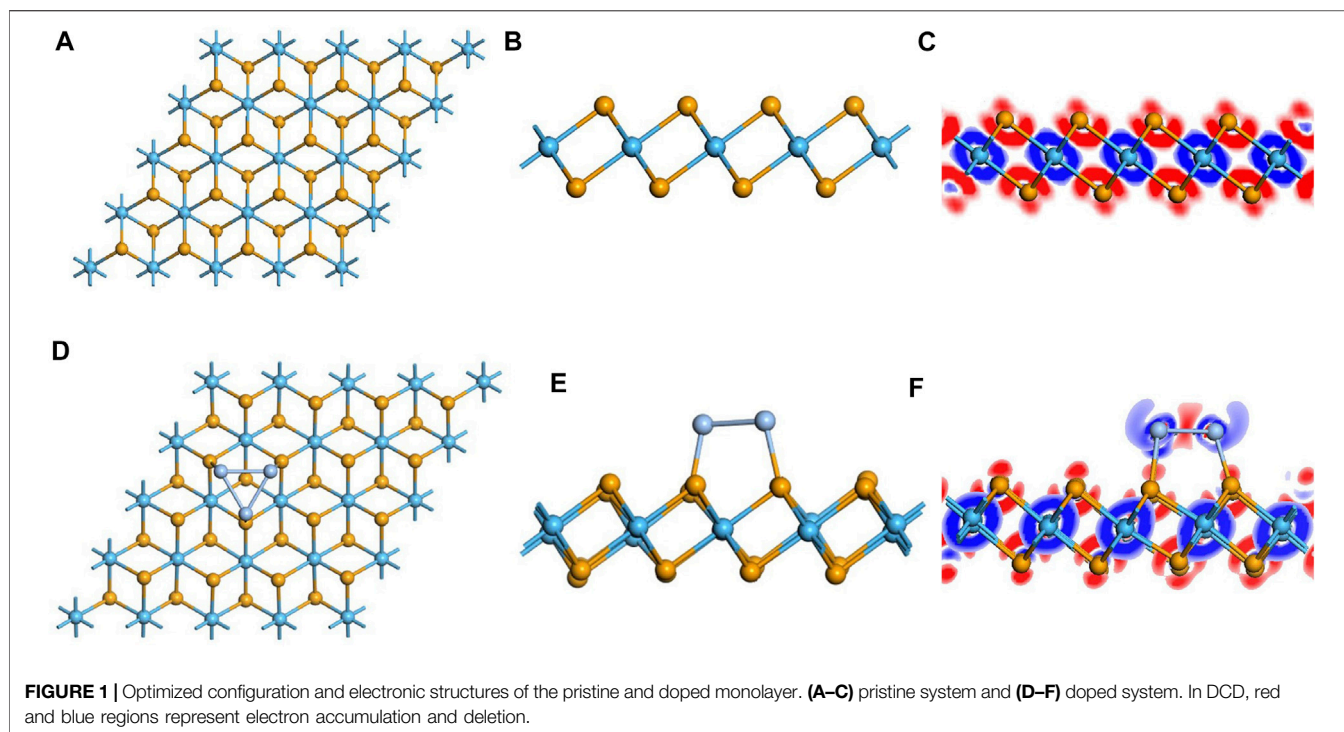 A
B
C
D
E
F
FIGURE 1 | Optimized configuration and electronic structures of the pristine and doped monolayer. (A–C) pristine system and (D–F) doped system. In DCD, red
and blue regions represent electron accumulation and deletion.